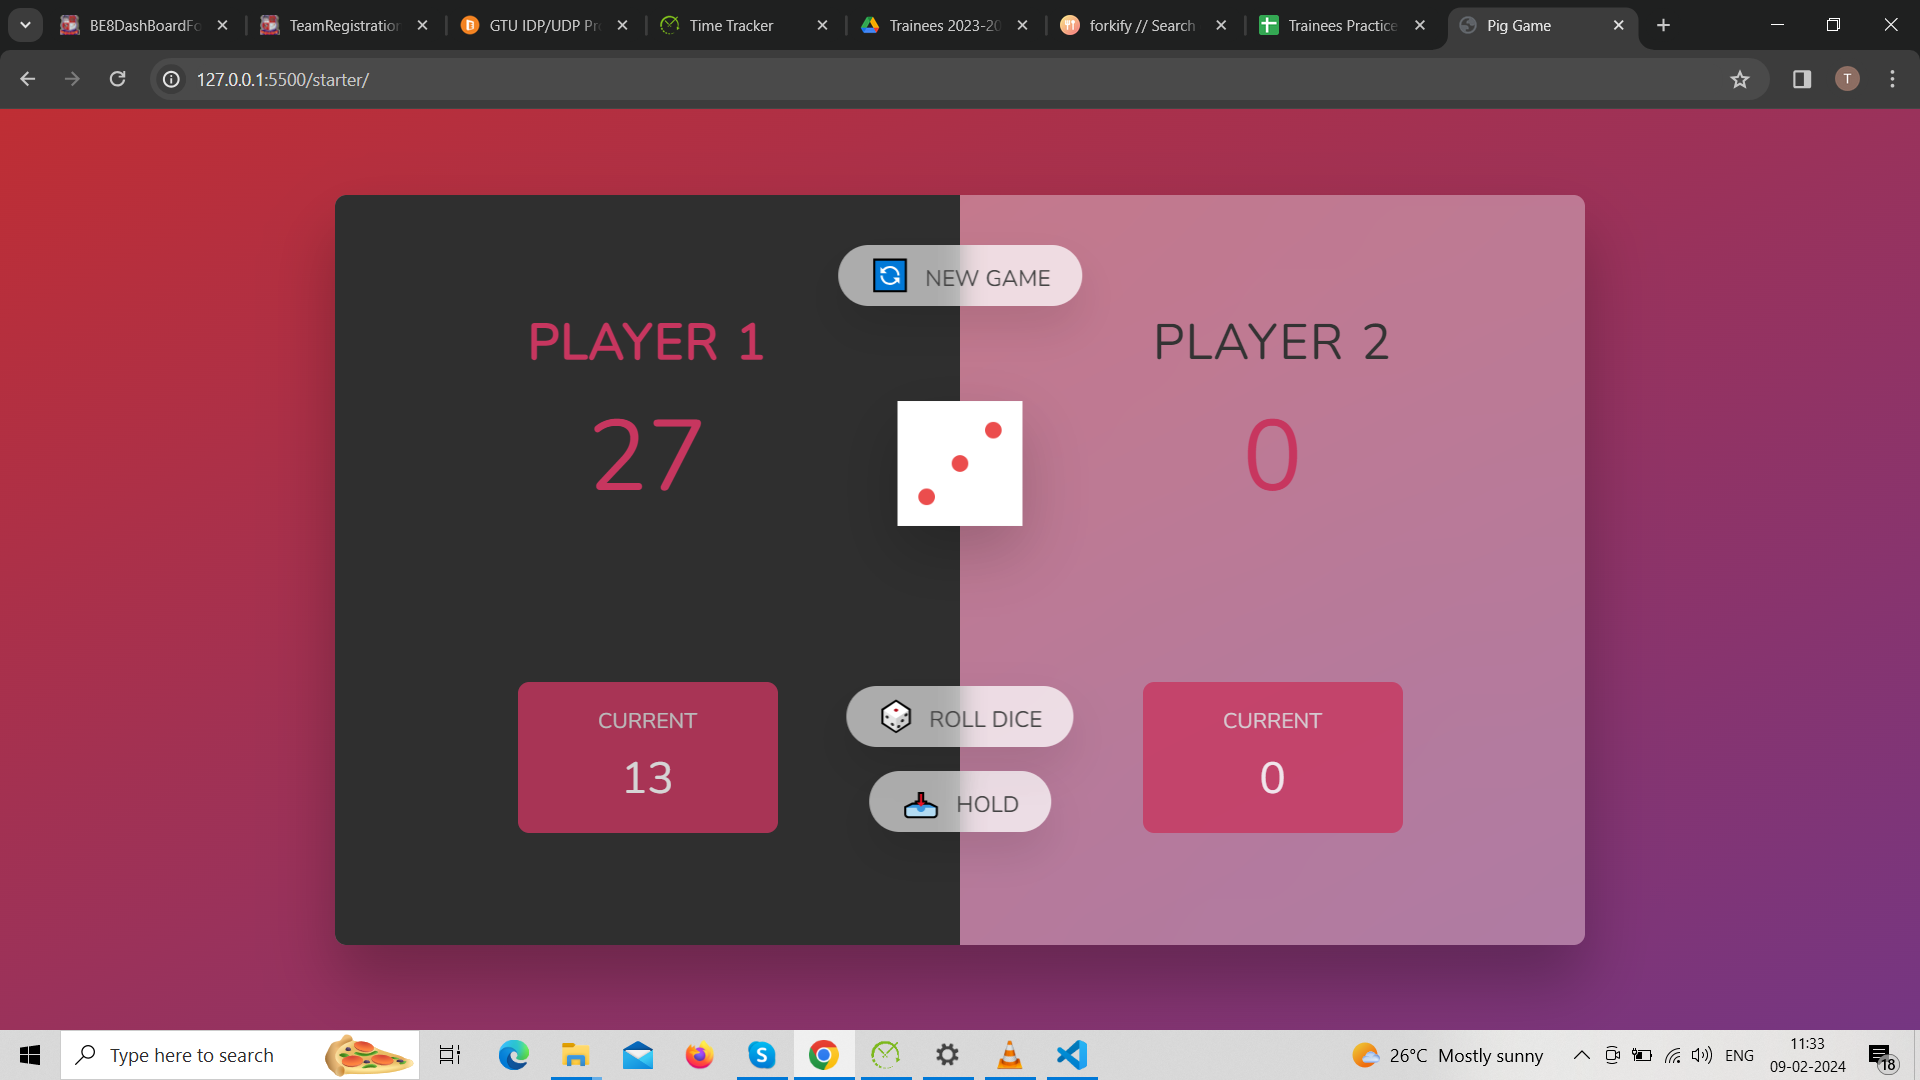 BE8DashBoardFo
TeamRegistration
GTU IDP/UDP Pr
Time Tracker
Trainees 2023-20
forkify // Search
Trainees Practice
Pig Game
127.0.0.1:5500/starter/
T
NEW GAME
PLAYER 1
PLAYER 2
27
0
CURRENT
13
ROLL DICE
HOLD
CURRENT
0
Type here to search
26°C Mostly sunny
ENG
11:33
09-02-2024
18